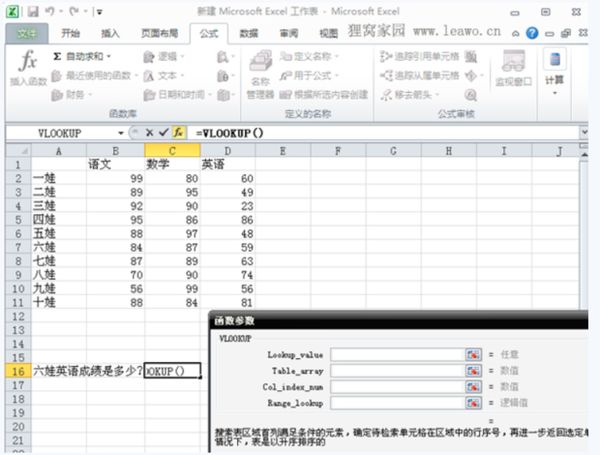 新建 Microsoft Excel 工作表 - Microsoft Excel
文件 开始 插入 页面布局 公式 数据 审阅 视图 狸窝家园 www.leawo.cn
fx 插入函数
Σ 自动求和 逻辑
最近使用的函数 文本
财务 日期和时间
函数库
名称管理器
定义名称
用于公式
根据所选内容创建
定义的名称
追踪引用单元格
追踪从属单元格
移去箭头
公式审核
监视窗口
计算
VLOOKUP fx =VLOOKUP()
A B C D E F G H I J
1 语文 数学 英语
2 一娃 99 80 60
3 二娃 89 95 49
4 三娃 92 90 23
5 四娃 95 86 86
6 五娃 88 97 48
7 六娃 84 87 59
8 七娃 87 89 63
9 八娃 70 90 74
10 九娃 56 99 56
11 十娃 88 84 81
12
13
14
15
16 六娃英语成绩是多少?OKUP()
17
18
19
20
21
函数参数
VLOOKUP
Lookup_value = 任意
Table_array = 数值
Col_index_num = 数值
Range_lookup = 逻辑值
=
搜索表区域首列满足条件的元素，确定待检索单元格在区域中的行序号，再进一步返回选定单
情况下，表是以升序排序的